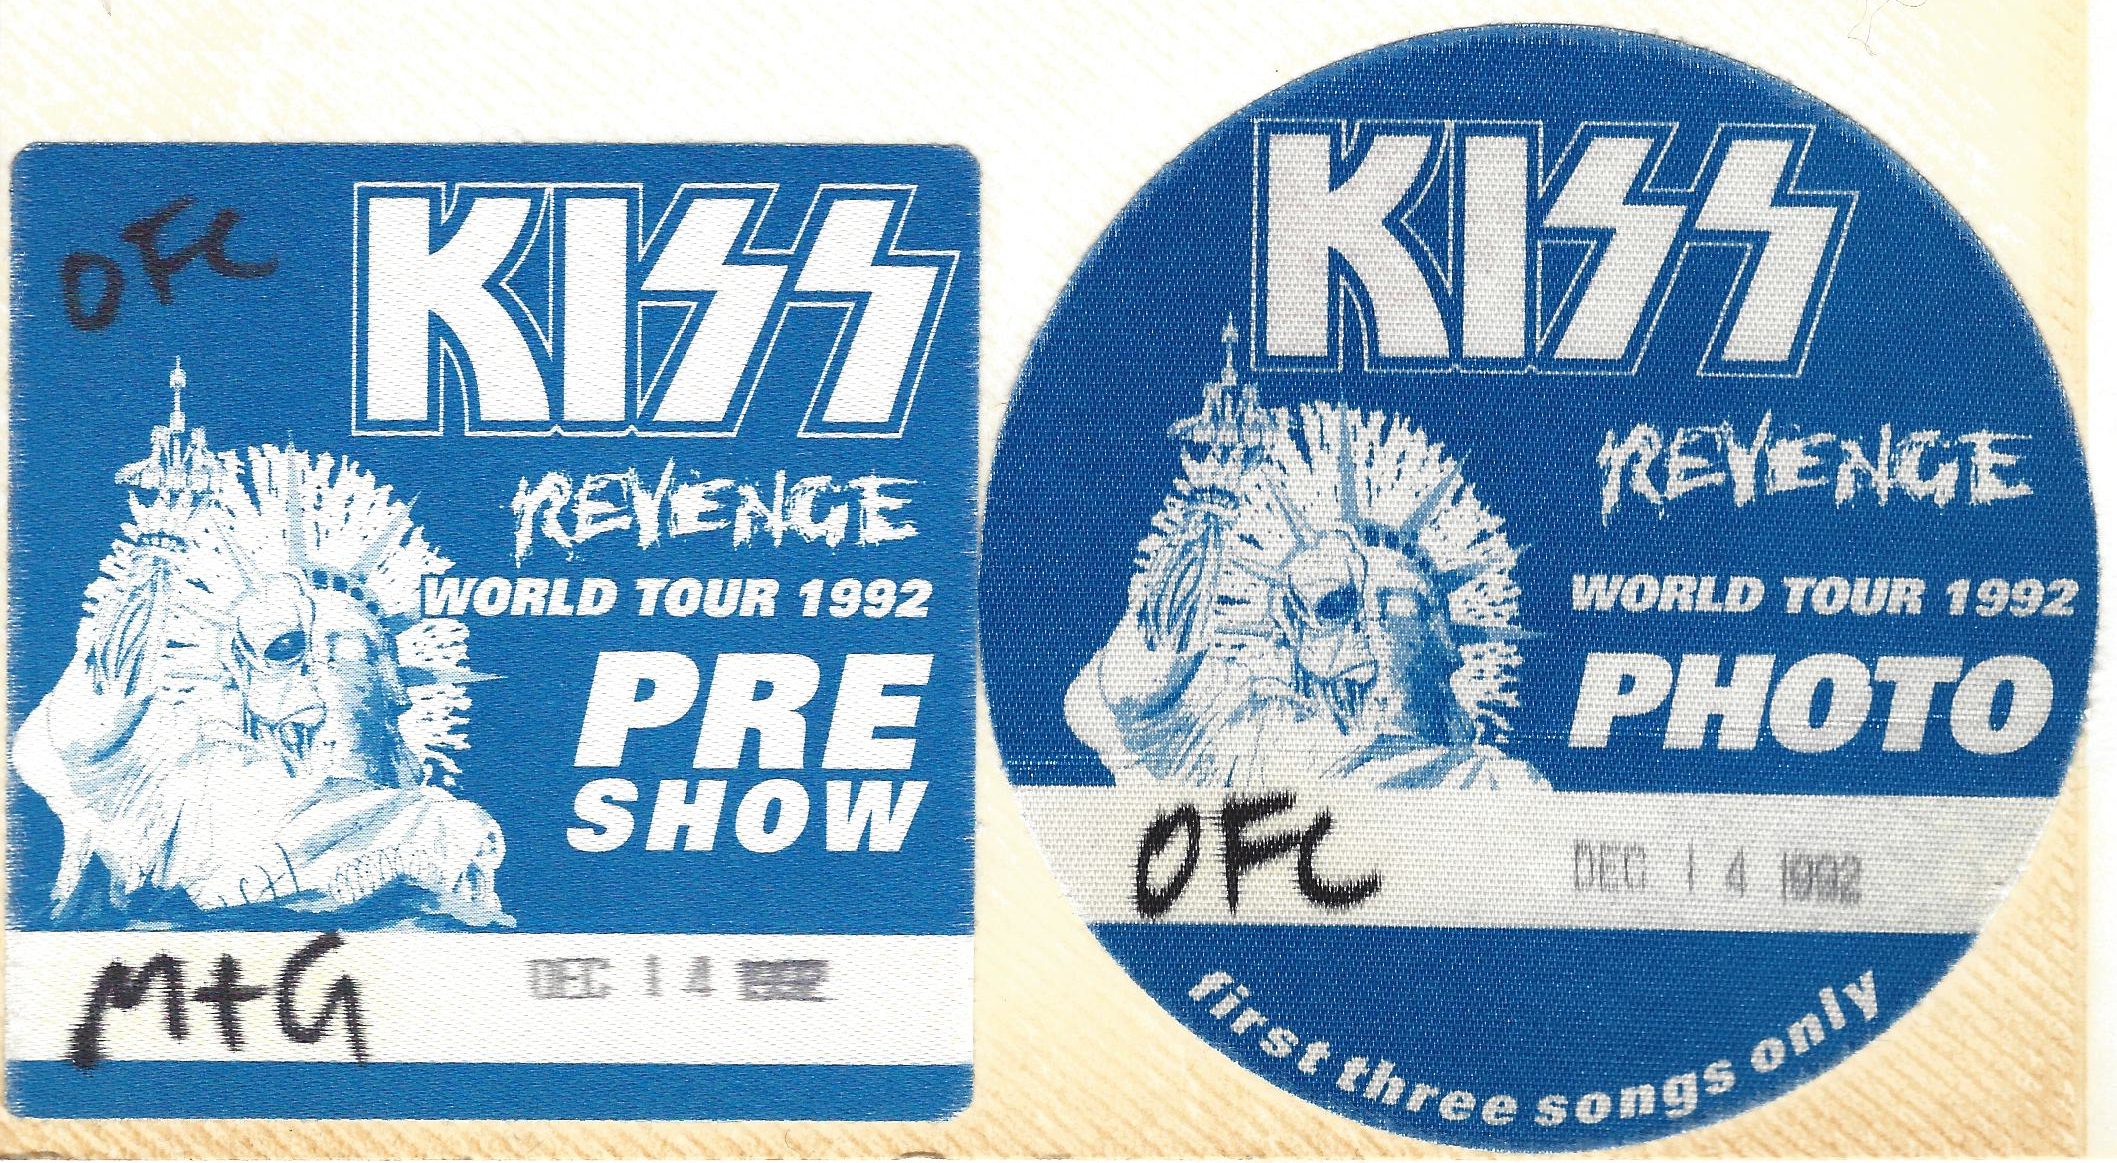 OFC
KISS
REVENGE
WORLD TOUR 1992
PRE
SHOW
M+G
DEC 14 1992
KISS
REVENGE
WORLD TOUR 1992
PHOTO
OFC
DEC 14 1992
first three songs only